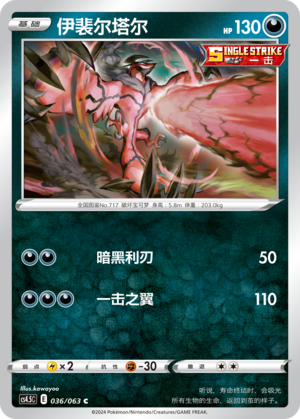 基础 伊裴尔塔尔 HP 130
SINGLE STRIKE
一击
全国图鉴No.717 破坏宝可梦 身高：5.8m 体重：203.0kg
暗黑利刃 50
一击之翼 110
弱点 ×2 抗性 -30 撤退
Illus.kawayoo
CS4.5C E 036/063 C
听说，寿命终结时，会吸光
所有生物的生命，返回到茧的样子。
©2024 Pokémon/Nintendo/Creatures/GAME FREAK.